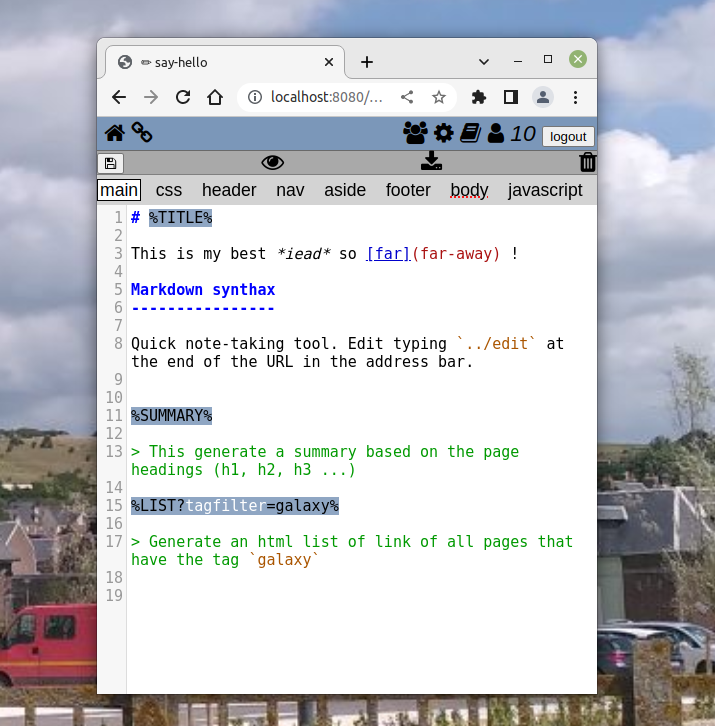 ✏ say-hello
localhost:8080/...
10 logout
main css header nav aside footer body javascript
1 # %TITLE%
2
3 This is my best *iead* so [far](far-away) !
4
5 Markdown synthax
6 ----------------
7
8 Quick note-taking tool. Edit typing `../edit` at
the end of the URL in the address bar.
9
10
11 %SUMMARY%
12
13 > This generate a summary based on the page
headings (h1, h2, h3 ...)
14
15 %LIST?tagfilter=galaxy%
16
17 > Generate an html list of link of all pages that
have the tag `galaxy`
18
19